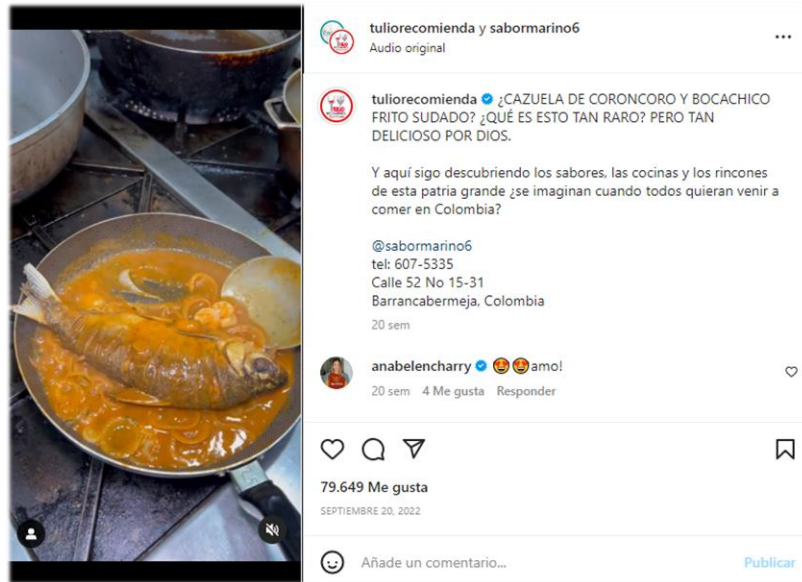 tuliorecomienda y sabormarino6
Audio original
tuliorecomienda ¿CAZUELA DE CORONCORO Y BOCACHICO
FRITO SUDADO? ¿QUÉ ES ESTO TAN RARO? PERO TAN
DELICIOSO POR DIOS.
Y aquí sigo descubriendo los sabores, las cocinas y los rincones
de esta patria grande ¿se imaginan cuando todos quieran venir a
comer en Colombia?
@sabormarino6
tel: 607-5335
Calle 52 No 15-31
Barrancabermeja, Colombia
20 sem
anabelencharry 😍😍amo!
20 sem 4 Me gusta Responder
79.649 Me gusta
SEPTIEMBRE 20, 2022
Añade un comentario...
Publicar